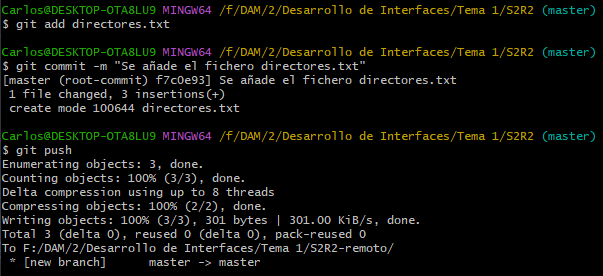 Carlos@DESKTOP-OTA8LU9 MINGW64 /f/DAM/2/Desarrollo de Interfaces/Tema 1/S2R2 (master)
$ git add directores.txt
Carlos@DESKTOP-OTA8LU9 MINGW64 /f/DAM/2/Desarrollo de Interfaces/Tema 1/S2R2 (master)
$ git commit -m "Se añade el fichero directores.txt"
[master (root-commit) f7c0e93] Se añade el fichero directores.txt
 1 file changed, 3 insertions(+)
 create mode 100644 directores.txt
Carlos@DESKTOP-OTA8LU9 MINGW64 /f/DAM/2/Desarrollo de Interfaces/Tema 1/S2R2 (master)
$ git push
Enumerating objects: 3, done.
Counting objects: 100% (3/3), done.
Delta compression using up to 8 threads
Compressing objects: 100% (2/2), done.
Writing objects: 100% (3/3), 301 bytes | 301.00 KiB/s, done.
Total 3 (delta 0), reused 0 (delta 0), pack-reused 0
To F:/DAM/2/Desarrollo de Interfaces/Tema 1/S2R2-remoto/
 * [new branch]      master -> master